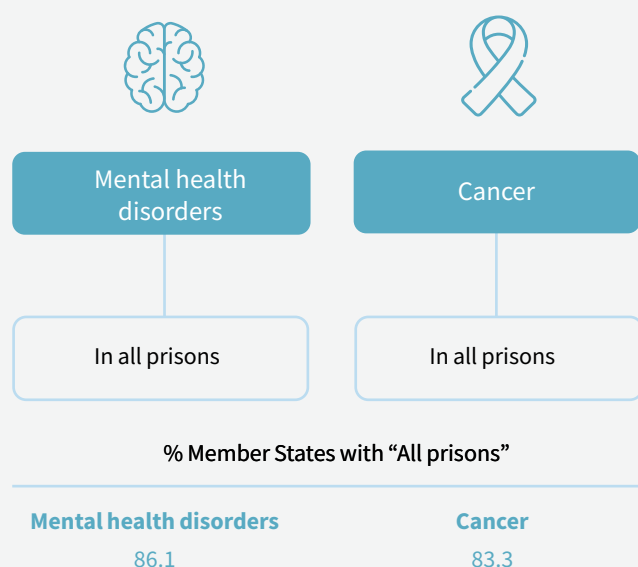 Mental health
disorders
Cancer
In all prisons
In all prisons
% Member States with “All prisons”
Mental health disorders
Cancer
86.1
83.3